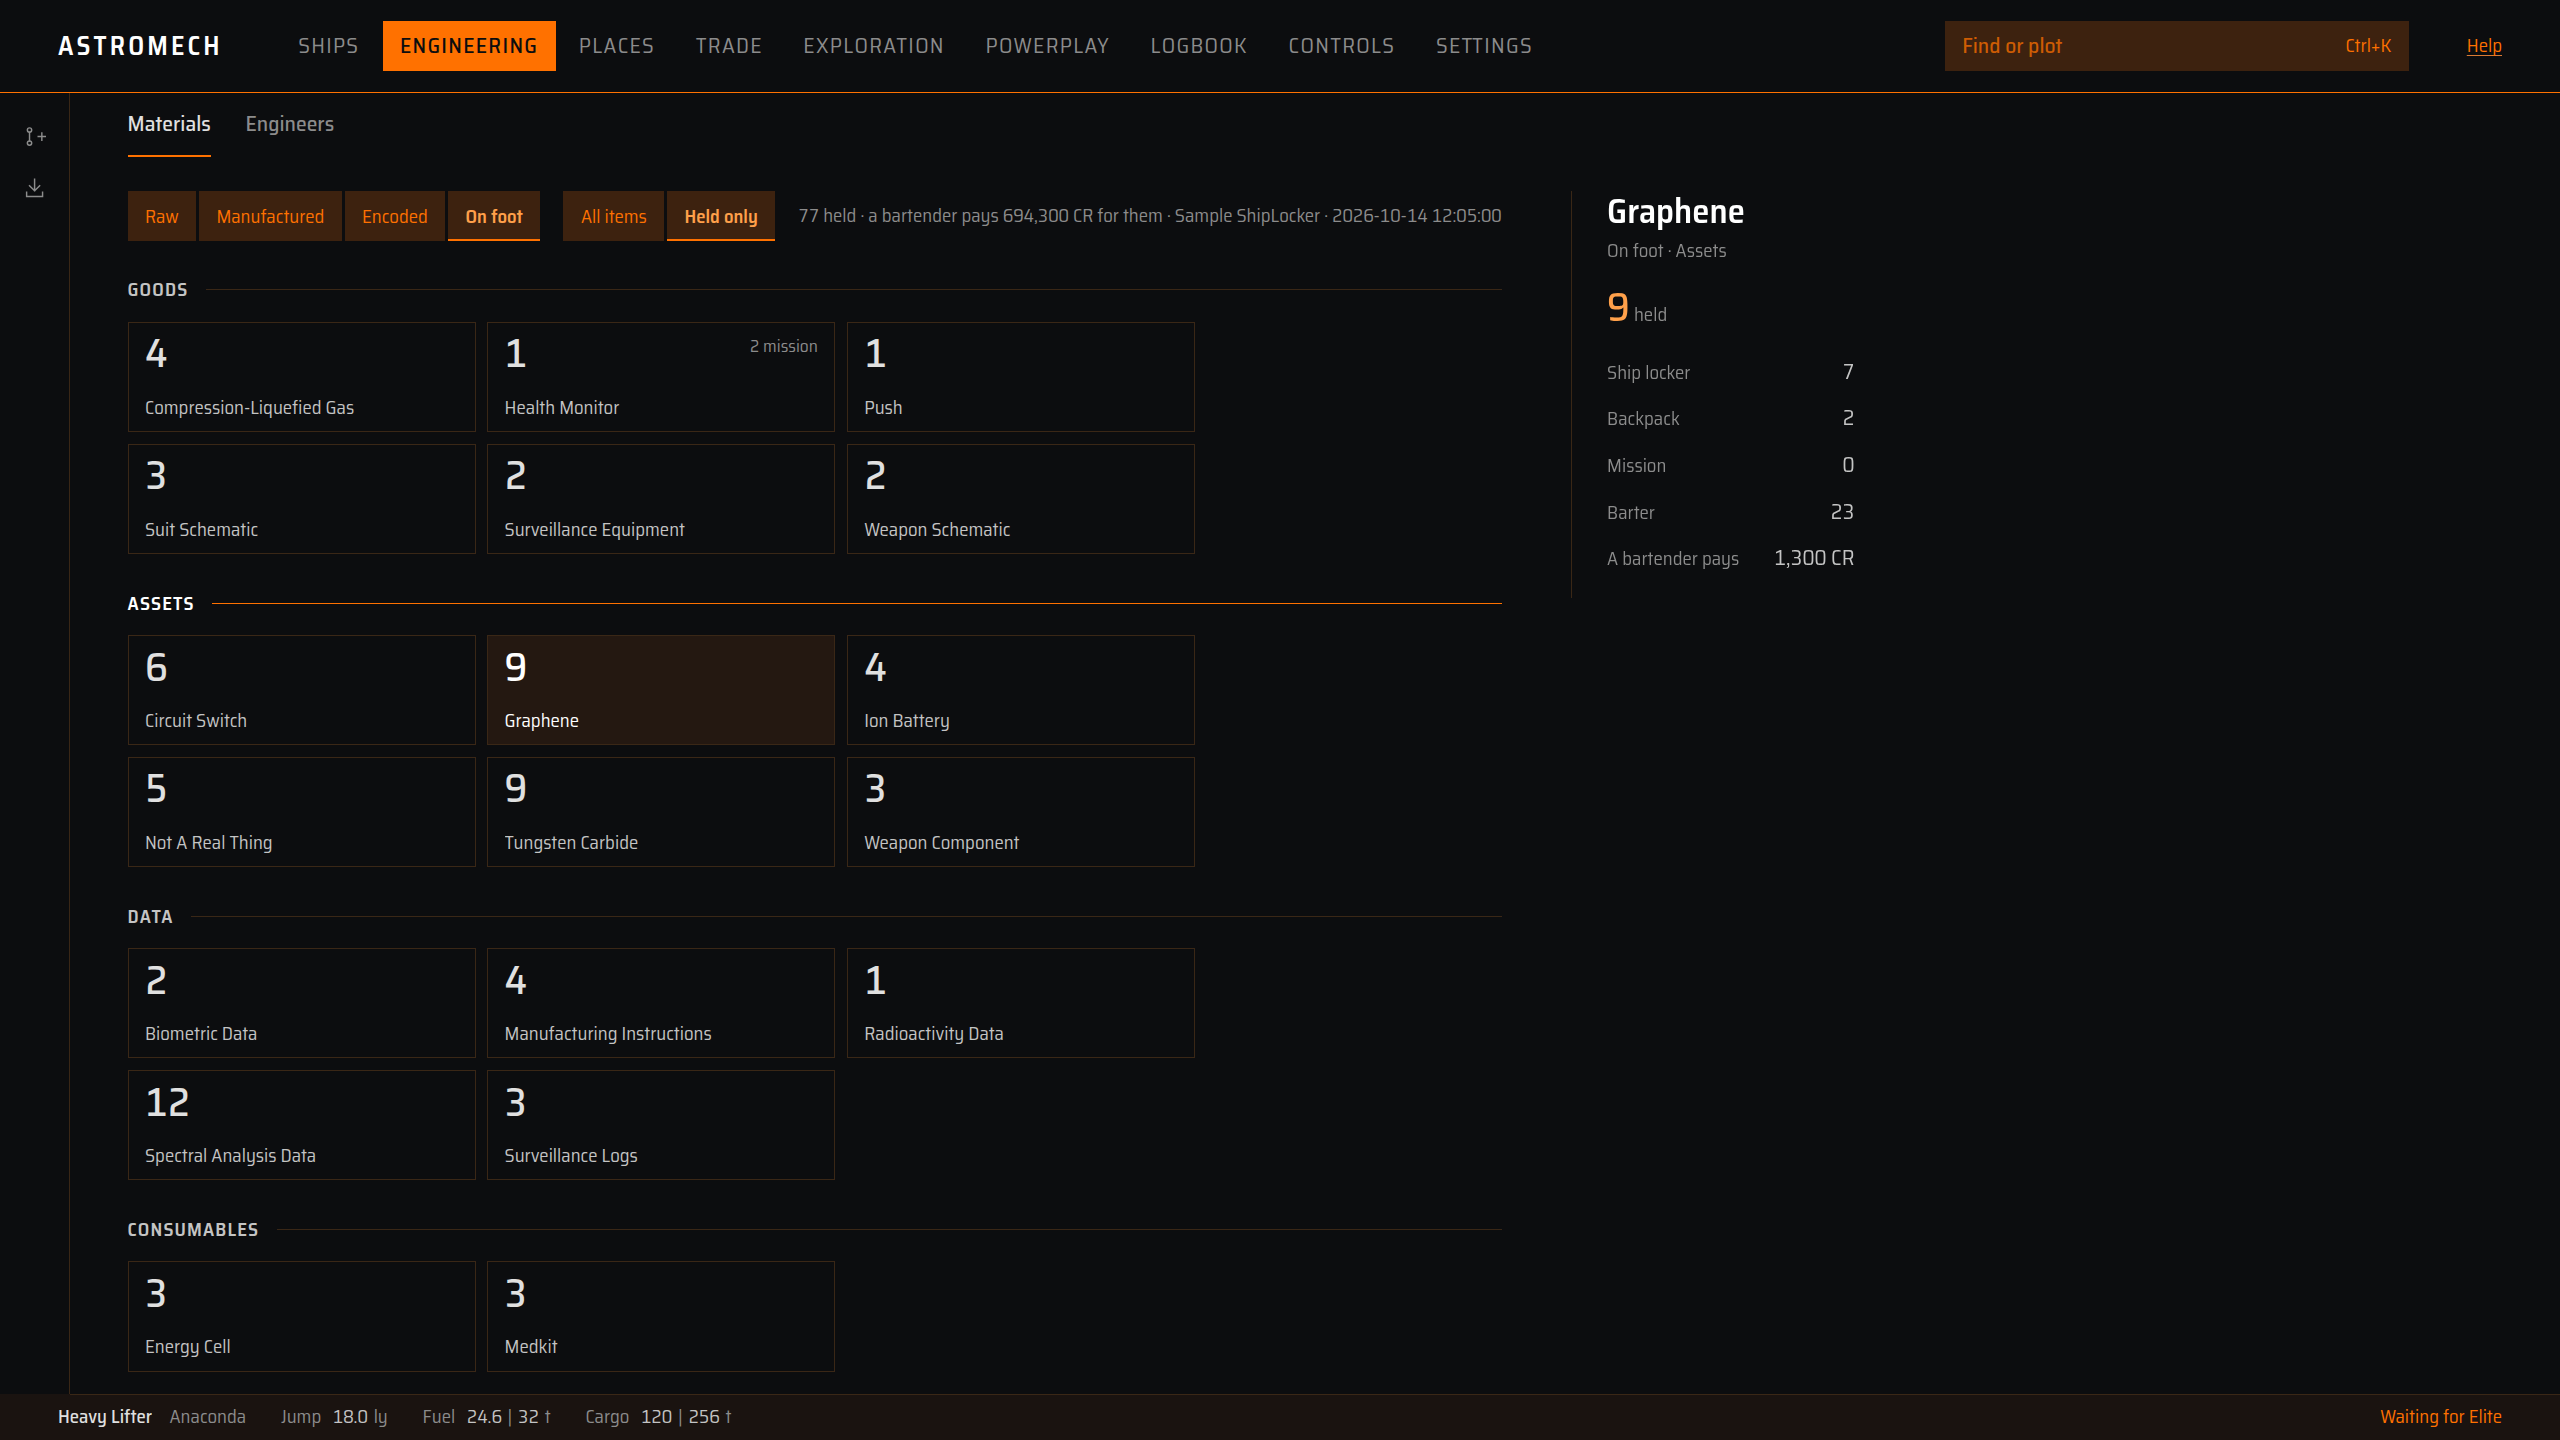 ASTROMECH SHIPS ENGINEERING PLACES TRADE EXPLORATION POWERPLAY LOGBOOK CONTROLS SETTINGS Find or plot Ctrl+K Help
Materials Engineers
Raw Manufactured Encoded On foot All items Held only 77 held · a bartender pays 694,300 CR for them · Sample ShipLocker · 2026-10-14 12:05:00
GOODS
4 1 2 mission 1
Compression-Liquefied Gas Health Monitor Push
3 2 2
Suit Schematic Surveillance Equipment Weapon Schematic
ASSETS
6 9 4
Circuit Switch Graphene Ion Battery
5 9 3
Not A Real Thing Tungsten Carbide Weapon Component
DATA
2 4 1
Biometric Data Manufacturing Instructions Radioactivity Data
12 3
Spectral Analysis Data Surveillance Logs
CONSUMABLES
3 3
Energy Cell Medkit
Graphene
On foot · Assets
9 held
Ship locker 7
Backpack 2
Mission 0
Barter 23
A bartender pays 1,300 CR
Heavy Lifter Anaconda Jump 18.0 ly Fuel 24.6 | 32 t Cargo 120 | 256 t Waiting for Elite